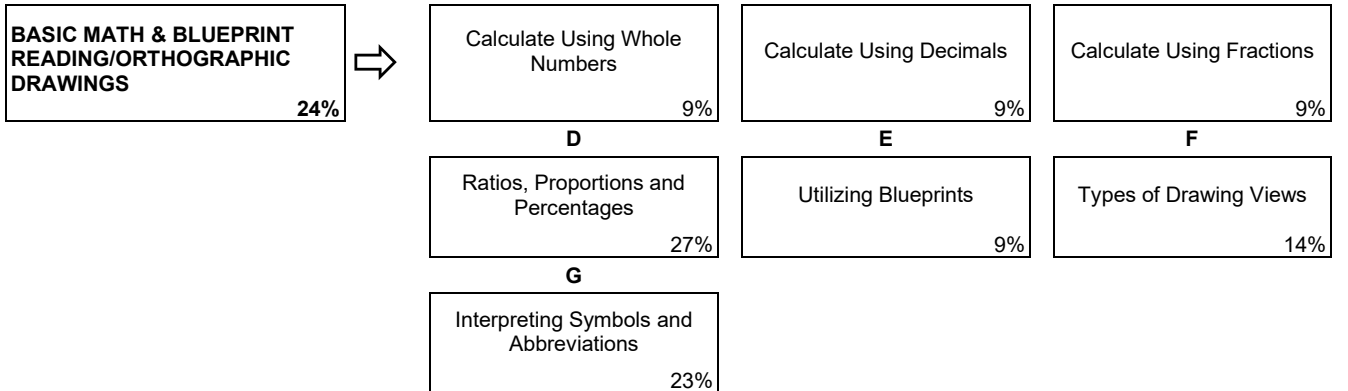 BASIC MATH & BLUEPRINT
READING/ORTHOGRAPHIC
DRAWINGS
24%
Calculate Using Whole
Numbers
9%
Calculate Using Decimals
9%
Calculate Using Fractions
9%
D
Ratios, Proportions and
Percentages
27%
E
Utilizing Blueprints
9%
F
Types of Drawing Views
14%
G
Interpreting Symbols and
Abbreviations
23%